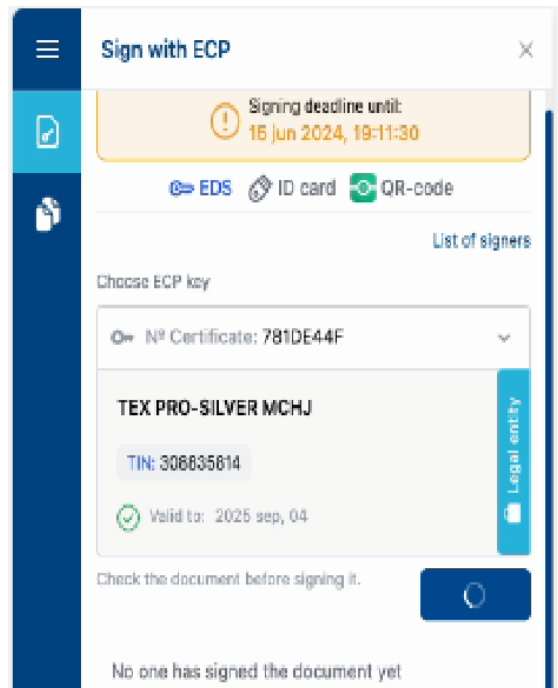 Sign with ECP
Signing deadline until:
15 jun 2024, 19:11:30
EDS ID card QR-code
List of signers
Choose ECP key
Nº Certificate: 781DE44F
TEX PRO-SILVER MCHJ
TIN: 308835814
Legal entity
Valid to: 2025 sep, 04
Check the document before signing it.
No one has signed the document yet